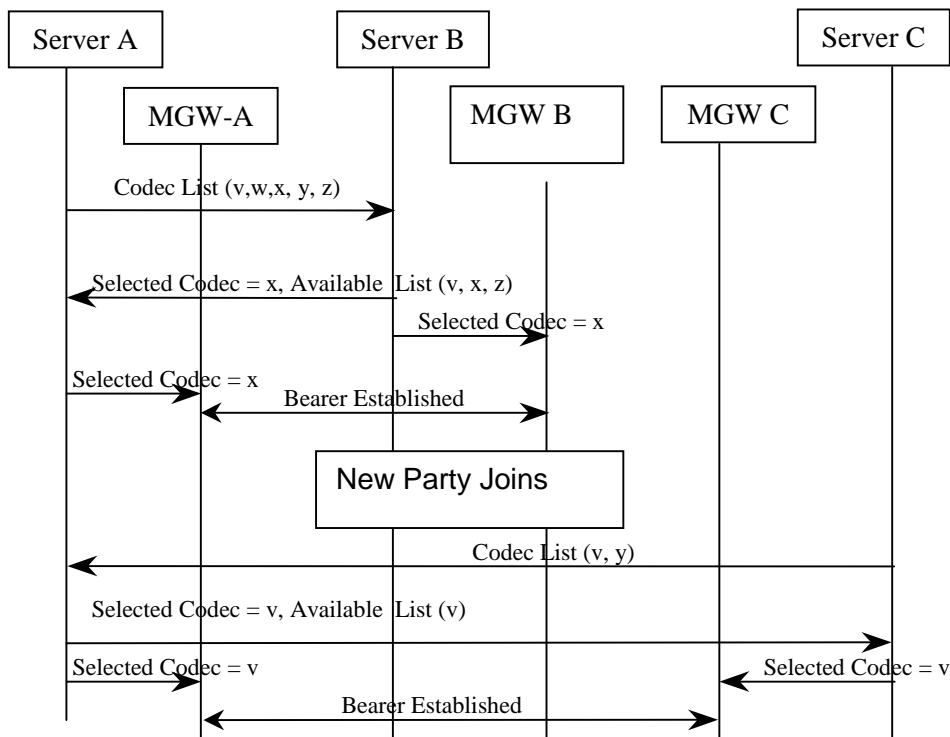 Server A
Server B
Server C
MGW-A
MGW B
MGW C
Codec List (v,w,x, y, z)
Selected Codec = x, Available List (v, x, z)
Selected Codec = x
Selected Codec = x
Bearer Established
New Party Joins
Codec List (v, y)
Selected Codec = v, Available List (v)
Selected Codec = v
Selected Codec = v
Bearer Established